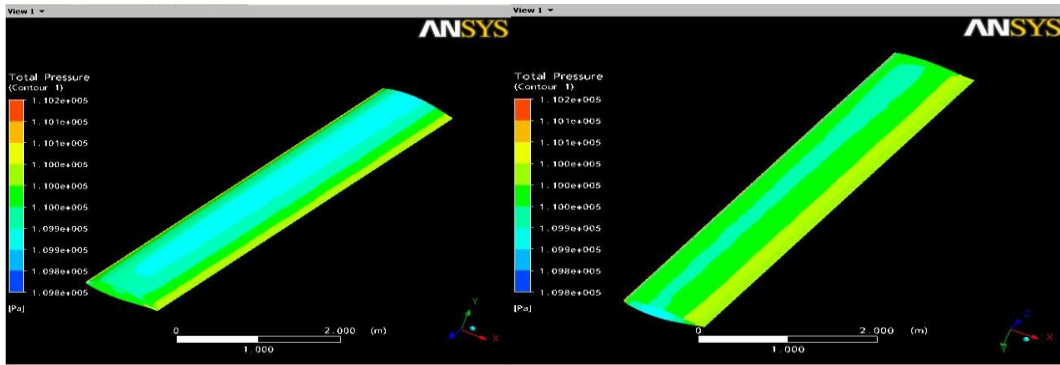 View 1
ANSYS
Total Pressure
(Contour 1)
1.102e+005
1.101e+005
1.101e+005
1.100e+005
1.100e+005
1.100e+005
1.099e+005
1.099e+005
1.098e+005
1.098e+005
[Pa]
0 2.000 (m)
1.000
Y
X
View 1
ANSYS
Total Pressure
(Contour 1)
1.102e+005
1.101e+005
1.101e+005
1.100e+005
1.100e+005
1.100e+005
1.099e+005
1.099e+005
1.098e+005
1.098e+005
[Pa]
0 2.000 (m)
1.000
Z
X
Y